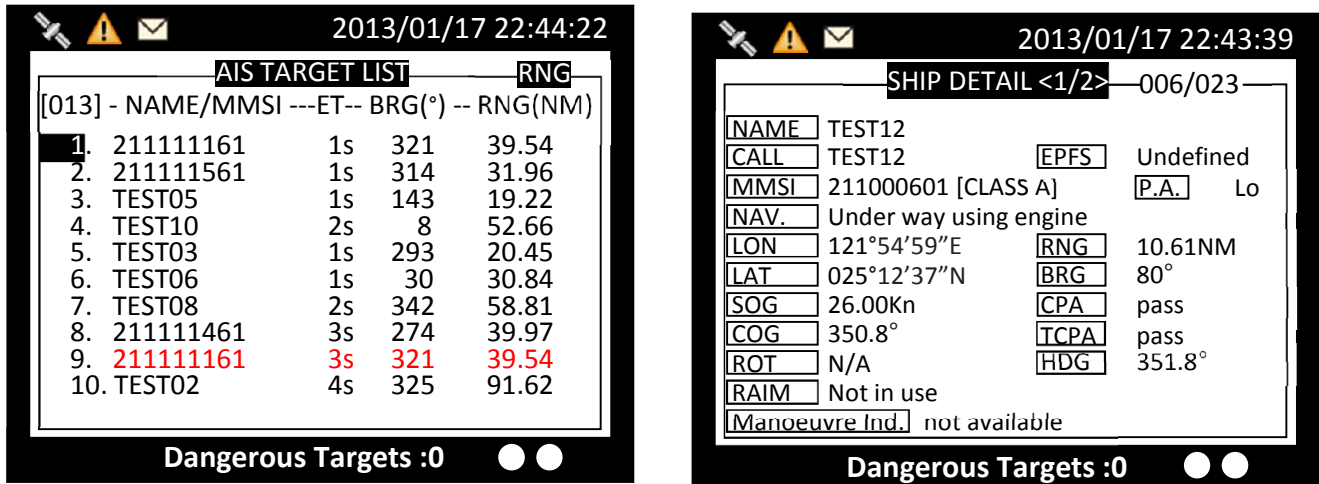 2013/01/17 22:44:22
AIS TARGET LIST RNG
[013] - NAME/MMSI ---ET-- BRG(°) -- RNG(NM)
1. 211111161 1s 321 39.54
2. 211111561 1s 314 31.96
3. TEST05 1s 143 19.22
4. TEST10 2s 8 52.66
5. TEST03 1s 293 20.45
6. TEST06 1s 30 30.84
7. TEST08 2s 342 58.81
8. 211111461 3s 274 39.97
9. 211111161 3s 321 39.54
10. TEST02 4s 325 91.62
Dangerous Targets :0
2013/01/17 22:43:39
SHIP DETAIL <1/2> 006/023
NAME TEST12
CALL TEST12 EPFS Undefined
MMSI 211000601 [CLASS A] P.A. Lo
NAV. Under way using engine
LON 121°54’59”E RNG 10.61NM
LAT 025°12’37”N BRG 80°
SOG 26.00Kn CPA pass
COG 350.8° TCPA pass
ROT N/A HDG 351.8°
RAIM Not in use
Manoeuvre Ind. not available
Dangerous Targets :0